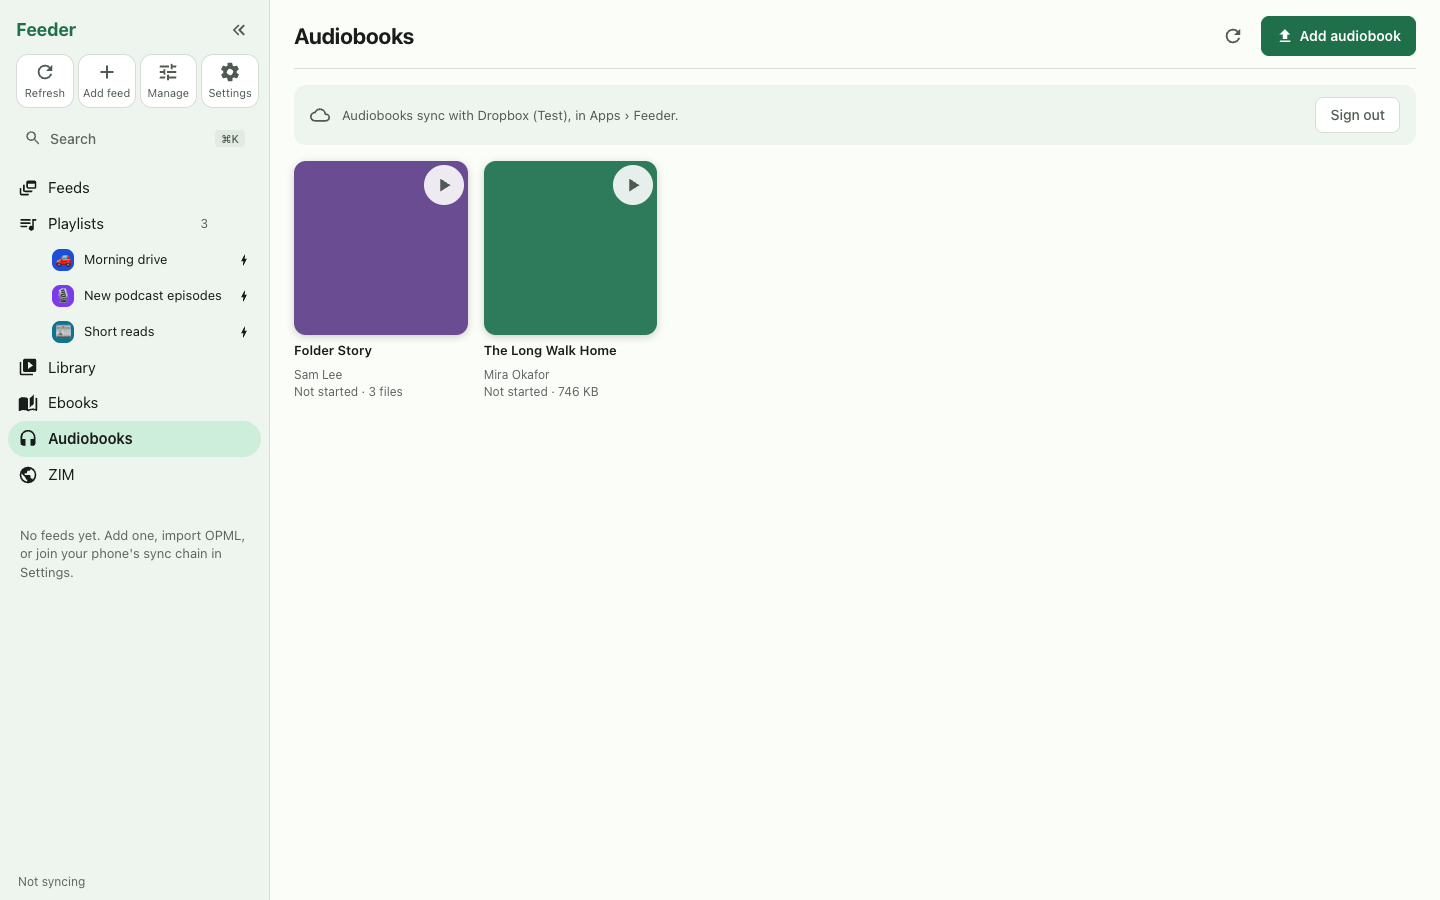 Feeder
Refresh
Add feed
Manage
Settings
Search
⌘K
Feeds
Playlists
3
Morning drive
New podcast episodes
Short reads
Library
Ebooks
Audiobooks
ZIM
No feeds yet. Add one, import OPML,
or join your phone's sync chain in
Settings.
Not syncing
Audiobooks
Add audiobook
Audiobooks sync with Dropbox (Test), in Apps › Feeder.
Sign out
Folder Story
Sam Lee
Not started · 3 files
The Long Walk Home
Mira Okafor
Not started · 746 KB